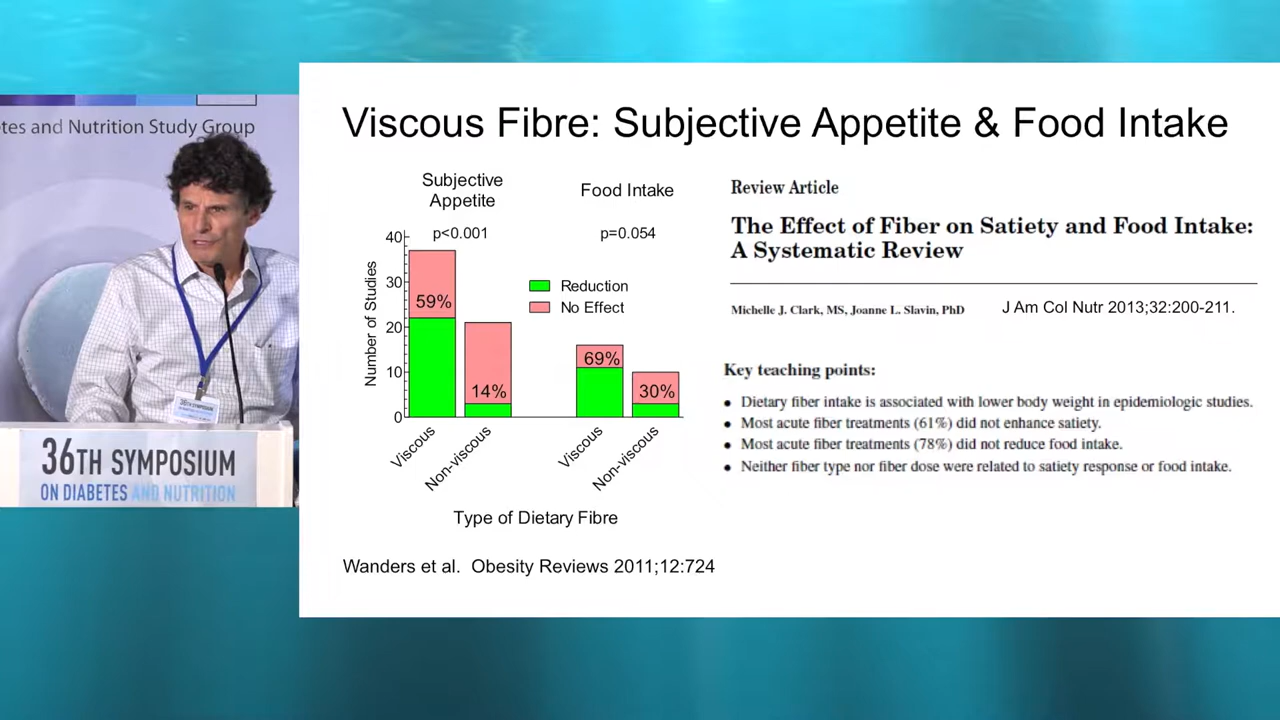 tes and Nutrition Study Group
36TH SYMPOSIUM
36TH SYMPOSIUM
ON DIABETES AND NUTRITION
Viscous Fibre: Subjective Appetite & Food Intake
Subjective
Appetite
Food Intake
p<0.001
p=0.054
Number of Studies
40
30
20
10
0
59%
14%
69%
30%
Reduction
No Effect
Viscous
Non-viscous
Viscous
Non-viscous
Type of Dietary Fibre
Wanders et al. Obesity Reviews 2011;12:724
Review Article
The Effect of Fiber on Satiety and Food Intake:
A Systematic Review
Michelle J. Clark, MS, Joanne L. Slavin, PhD
J Am Col Nutr 2013;32:200-211.
Key teaching points:
• Dietary fiber intake is associated with lower body weight in epidemiologic studies.
• Most acute fiber treatments (61%) did not enhance satiety.
• Most acute fiber treatments (78%) did not reduce food intake.
• Neither fiber type nor fiber dose were related to satiety response or food intake.